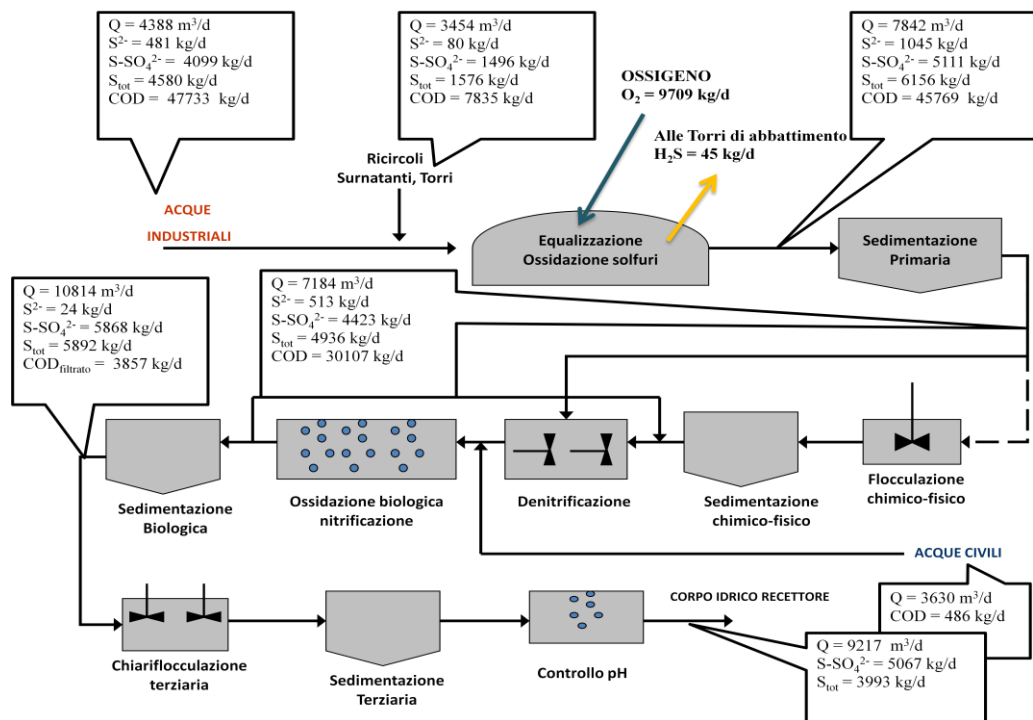 Q = 4388 m³/d
S²⁻ = 481 kg/d
S-SO₄²⁻ = 4099 kg/d
Sₜₒₜ = 4580 kg/d
COD = 47733 kg/d
Q = 3454 m³/d
S²⁻ = 80 kg/d
S-SO₄²⁻ = 1496 kg/d
Sₜₒₜ = 1576 kg/d
COD = 7835 kg/d
Q = 7842 m³/d
S²⁻ = 1045 kg/d
S-SO₄²⁻ = 5111 kg/d
Sₜₒₜ = 6156 kg/d
COD = 45769 kg/d
OSSIGENO
O₂ = 9709 kg/d
Alle Torri di abbattimento
H₂S = 45 kg/d
Ricircoli
Surnatanti, Torri
ACQUE
INDUSTRIALI
Equalizzazione
Ossidazione solfuri
Sedimentazione
Primaria
Q = 10814 m³/d
S²⁻ = 24 kg/d
S-SO₄²⁻ = 5868 kg/d
Sₜₒₜ = 5892 kg/d
COD_filtrato = 3857 kg/d
Q = 7184 m³/d
S²⁻ = 513 kg/d
S-SO₄²⁻ = 4423 kg/d
Sₜₒₜ = 4936 kg/d
COD = 30107 kg/d
Sedimentazione
Biologica
Ossidazione biologica
nitrificazione
Denitrificazione
Sedimentazione
chimico-fisico
Flocculazione
chimico-fisico
ACQUE CIVILI
Q = 3630 m³/d
COD = 486 kg/d
CORPO IDRICO RECETTORE
Q = 9217 m³/d
S-SO₄²⁻ = 5067 kg/d
Sₜₒₜ = 3993 kg/d
Chiariflocculazione
terziaria
Sedimentazione
Terziaria
Controllo pH